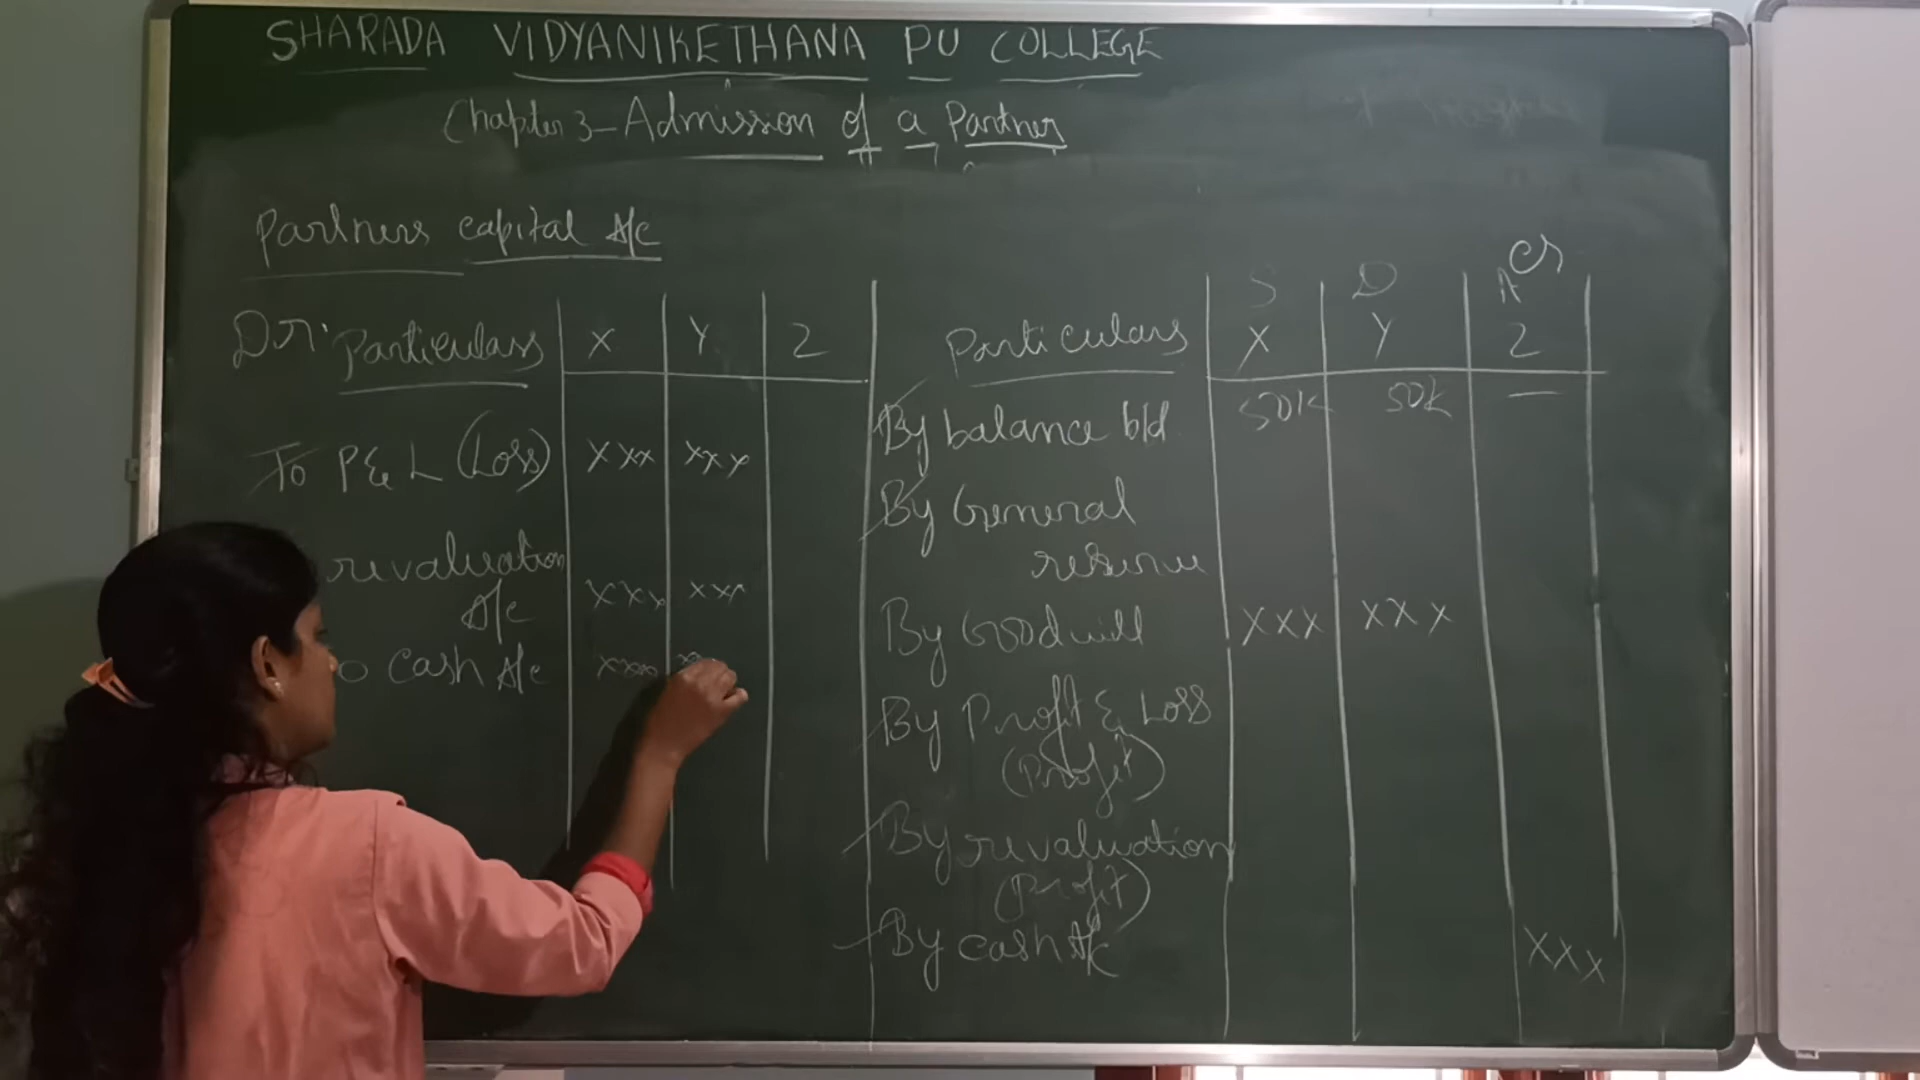 SHARADA VIDYANIKETHANA PU COLLEGE
Chapter 3-Admission of a Partner
Partners capital A/c
Dr. Particulars X Y Z
To P & L (Loss) XXX XXX
revaluation A/c XXX XXX
o Cash A/c XXX
Cr
S D A
Particulars X Y Z
By balance b/d 50K 50K —
By General reserve
By Goodwill XXX XXX
By Profit & Loss (Profit)
By revaluation (Profit)
By cash A/c XXX